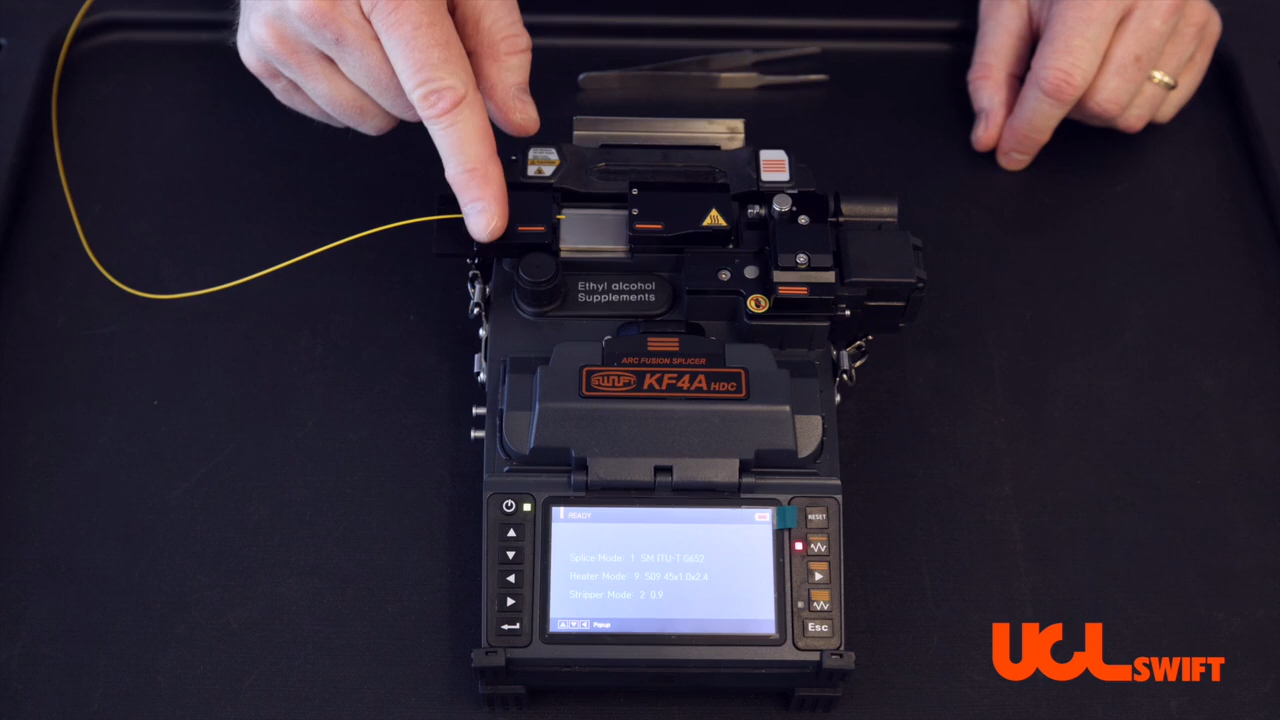 Ethyl alcohol
Supplements
ARC FUSION SPLICER
SWIFT KF4A HDC
READY
Splice Mode: 1 SM ITU-T G652
Heater Mode: 9 S09 45x1.0x2.4
Stripper Mode: 2 0.9
Popup
RESET
Esc
UCL SWIFT